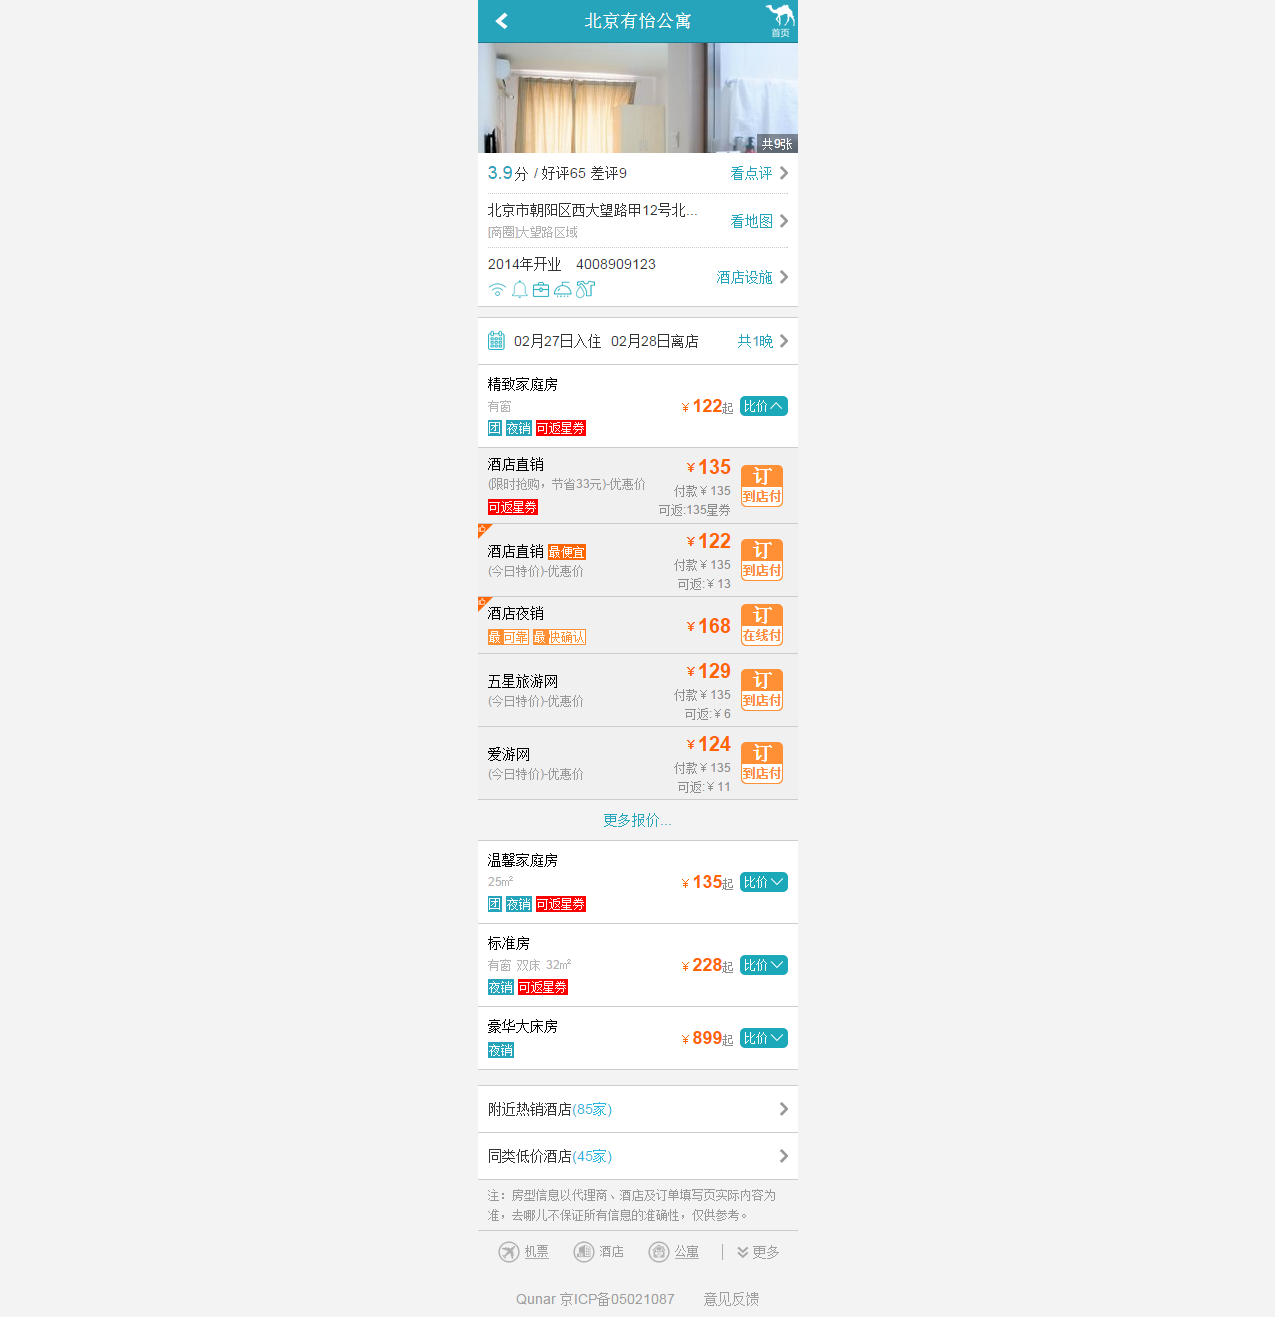 北京有怡公寓
首页
共9张
3.9分 / 好评65 差评9
看点评
北京市朝阳区西大望路甲12号北...
[商圈]大望路区域
看地图
2014年开业 4008909123
酒店设施
02月27日入住 02月28日离店 共1晚
精致家庭房
有窗
¥ 122起 比价
团 夜销 可返星券
酒店直销
(限时抢购，节省33元)-优惠价
可返星券
¥ 135
付款¥ 135
可返:135星券
订
到店付
酒店直销 最便宜
(今日特价)-优惠价
¥ 122
付款¥ 135
可返:¥ 13
订
到店付
酒店夜销
最可靠 最快确认
¥ 168
订
在线付
五星旅游网
(今日特价)-优惠价
¥ 129
付款¥ 135
可返:¥ 6
订
到店付
爱游网
(今日特价)-优惠价
¥ 124
付款¥ 135
可返:¥ 11
订
到店付
更多报价...
温馨家庭房
25m²
¥ 135起 比价
团 夜销 可返星券
标准房
有窗 双床 32m²
¥ 228起 比价
夜销 可返星券
豪华大床房
¥ 899起 比价
夜销
附近热销酒店(85家)
同类低价酒店(45家)
注：房型信息以代理商、酒店及订单填写页实际内容为
准，去哪儿不保证所有信息的准确性，仅供参考。
机票 酒店 公寓 更多
Qunar 京ICP备05021087 意见反馈